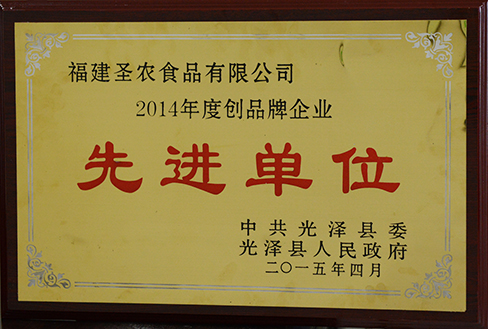 福建圣农食品有限公司
2014年度创品牌企业
先进单位
中共光泽县委
光泽县人民政府
二〇一五年四月